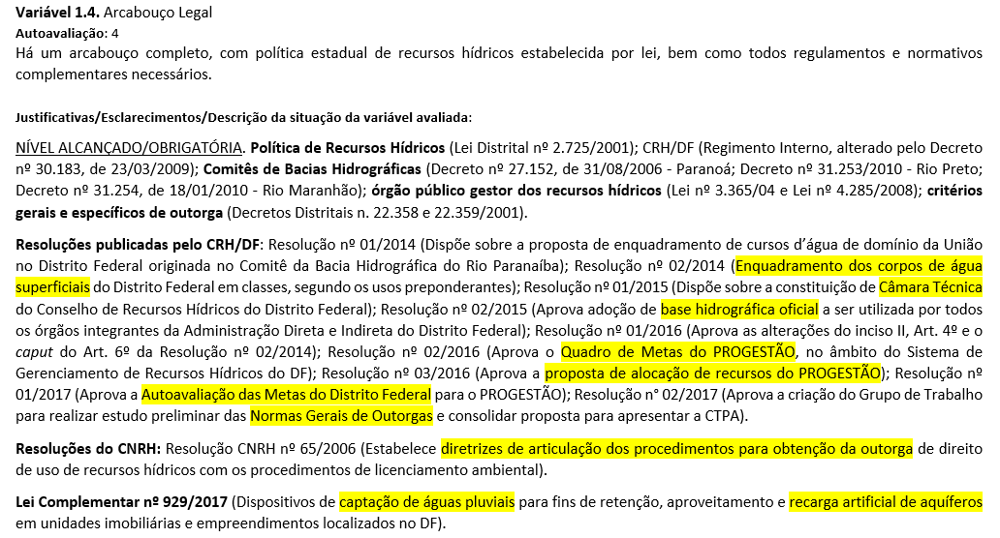 Variável 1.4. Arcabouço Legal
Autoavaliação: 4
Há um arcabouço completo, com política estadual de recursos hídricos estabelecida por lei, bem como todos regulamentos e normativos
complementares necessários.
Justificativas/Esclarecimentos/Descrição da situação da variável avaliada:
NÍVEL ALCANÇADO/OBRIGATÓRIA. Política de Recursos Hídricos (Lei Distrital nº 2.725/2001); CRH/DF (Regimento Interno, alterado pelo Decreto
nº 30.183, de 23/03/2009); Comitês de Bacias Hidrográficas (Decreto nº 27.152, de 31/08/2006 - Paranoá; Decreto nº 31.253/2010 - Rio Preto;
Decreto nº 31.254, de 18/01/2010 - Rio Maranhão); órgão público gestor dos recursos hídricos (Lei nº 3.365/04 e Lei nº 4.285/2008); critérios
gerais e específicos de outorga (Decretos Distritais n. 22.358 e 22.359/2001).
Resoluções publicadas pelo CRH/DF: Resolução nº 01/2014 (Dispõe sobre a proposta de enquadramento de cursos d’água de domínio da União
no Distrito Federal originada no Comitê da Bacia Hidrográfica do Rio Paranaíba); Resolução nº 02/2014 (Enquadramento dos corpos de água
superficiais do Distrito Federal em classes, segundo os usos preponderantes); Resolução nº 01/2015 (Dispõe sobre a constituição de Câmara Técnica
do Conselho de Recursos Hídricos do Distrito Federal); Resolução nº 02/2015 (Aprova adoção de base hidrográfica oficial a ser utilizada por todos
os órgãos integrantes da Administração Direta e Indireta do Distrito Federal); Resolução nº 01/2016 (Aprova as alterações do inciso II, Art. 4º e o
caput do Art. 6º da Resolução nº 02/2014); Resolução nº 02/2016 (Aprova o Quadro de Metas do PROGESTÃO, no âmbito do Sistema de
Gerenciamento de Recursos Hídricos do DF); Resolução nº 03/2016 (Aprova a proposta de alocação de recursos do PROGESTÃO); Resolução nº
01/2017 (Aprova a Autoavaliação das Metas do Distrito Federal para o PROGESTÃO); Resolução n° 02/2017 (Aprova a criação do Grupo de Trabalho
para realizar estudo preliminar das Normas Gerais de Outorgas e consolidar proposta para apresentar a CTPA).
Resoluções do CNRH: Resolução CNRH nº 65/2006 (Estabelece diretrizes de articulação dos procedimentos para obtenção da outorga de direito
de uso de recursos hídricos com os procedimentos de licenciamento ambiental).
Lei Complementar nº 929/2017 (Dispositivos de captação de águas pluviais para fins de retenção, aproveitamento e recarga artificial de aquíferos
em unidades imobiliárias e empreendimentos localizados no DF).